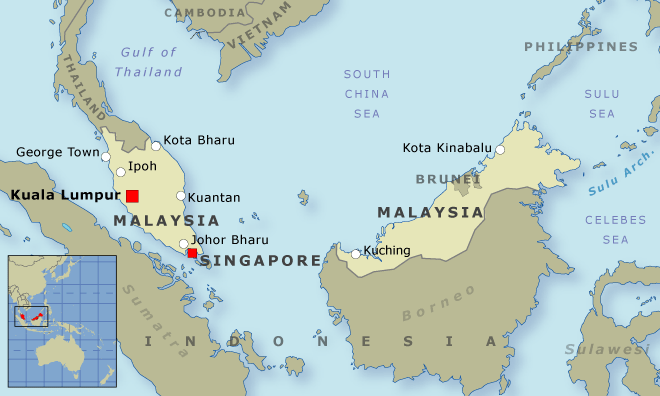 CAMBODIA
VIETNAM
PHILIPPINES
Gulf of
Thailand
THAILAND
SOUTH
CHINA
SEA
SULU
SEA
Kota Bharu
George Town
Ipoh
Kota Kinabalu
Sulu Arch.
BRUNEI
Kuala Lumpur
Kuantan
MALAYSIA
MALAYSIA
CELEBES
SEA
Johor Bharu
Kuching
SINGAPORE
Sumatra
Borneo
INDONESIA
Sulawesi